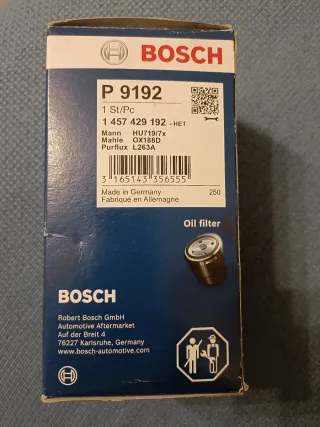 BOSCH
P 9192
1 St/Pc
1 457 429 192 -HET
Mann HU719/7x
Mahle OX188D
Purflux L263A
3 165143 356555
Made in Germany 250
Fabriqué en Allemagne
Oil filter
BOSCH
Robert Bosch GmbH
Automotive Aftermarket
Auf der Breit 4
76227 Karlsruhe, Germany
www.bosch-automotive.com